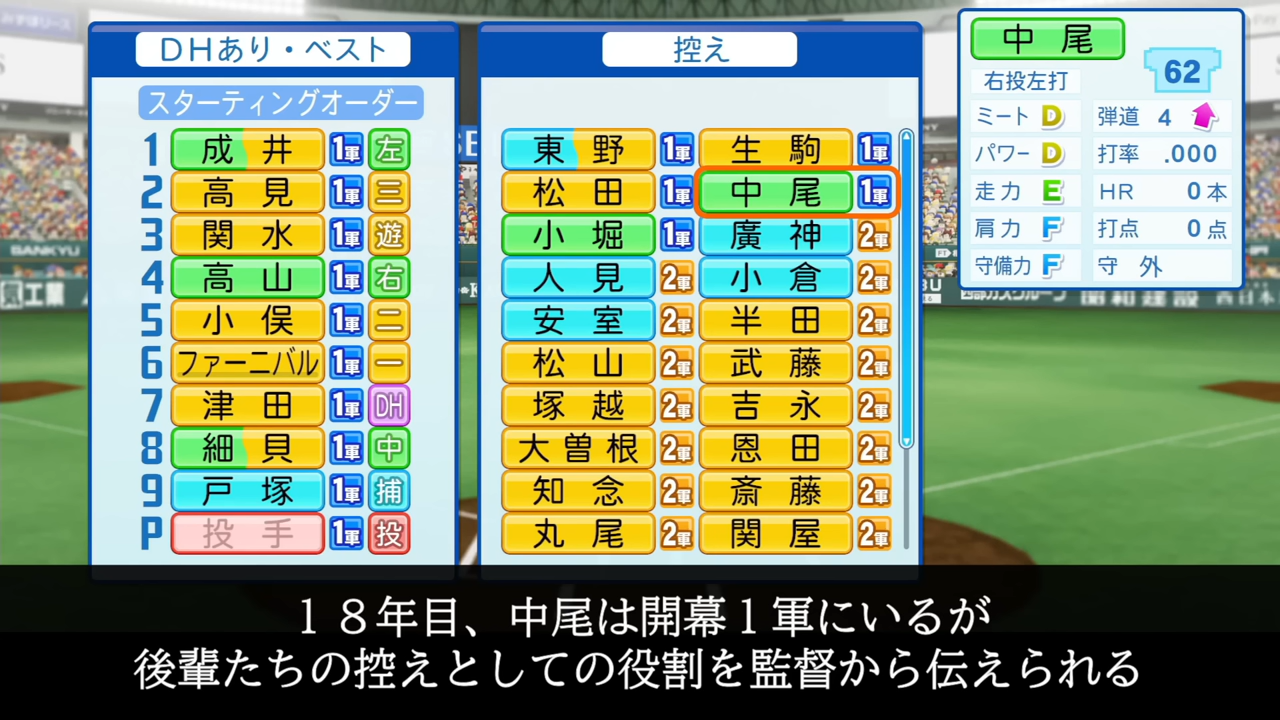 DHあり・ベスト
スターティングオーダー
1 成井 1軍 左
2 高見 1軍 三
3 関水 1軍 遊
4 高山 1軍 右
5 小俣 1軍 二
6 ファーニバル 1軍 一
7 津田 1軍 DH
8 細貝 1軍 中
9 戸塚 1軍 捕
P 投手 1軍 投
控え
東野 1軍 生駒 1軍
松田 1軍 中尾 1軍
小堀 1軍 廣神 2軍
人見 2軍 小倉 2軍
安室 2軍 半田 2軍
松山 2軍 武藤 2軍
塚越 2軍 吉永 2軍
大曽根 2軍 恩田 2軍
知念 2軍 斎藤 2軍
丸尾 2軍 関屋 2軍
中尾
62
右投左打
ミート D 弾道 4
パワー D 打率 .000
走力 E HR 0本
肩力 F 打点 0点
守備力 F 守 外
BANKYU
18年目、中尾は開幕1軍にいるが
後輩たちの控えとしての役割を監督から伝えられる